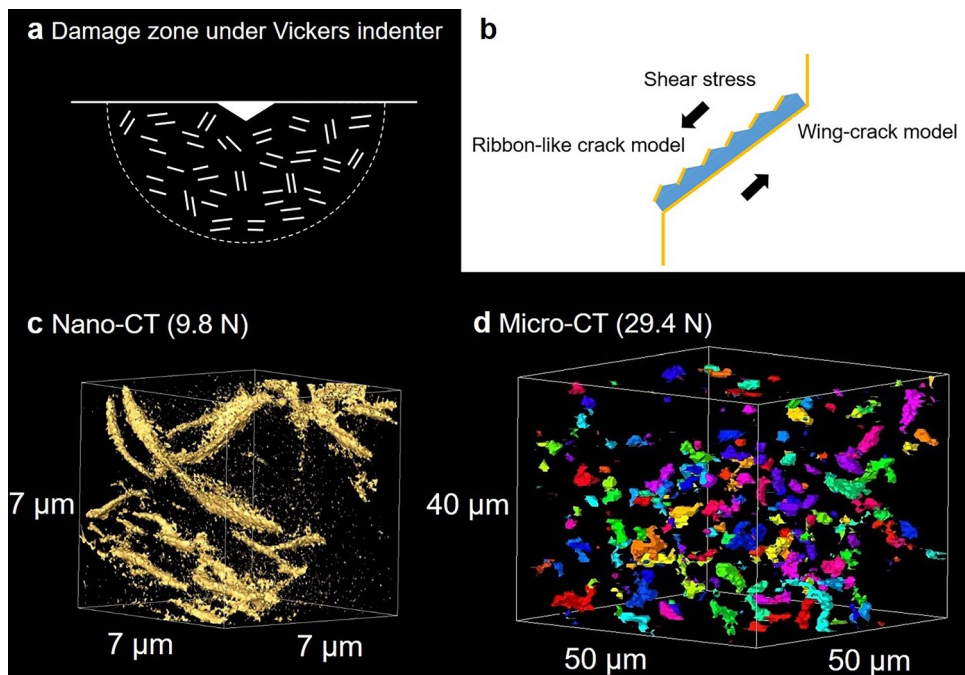 a Damage zone under Vickers indenter
b
Shear stress
Ribbon-like crack model
Wing-crack model
c Nano-CT (9.8 N)
7 µm
7 µm
7 µm
d Micro-CT (29.4 N)
40 µm
50 µm
50 µm